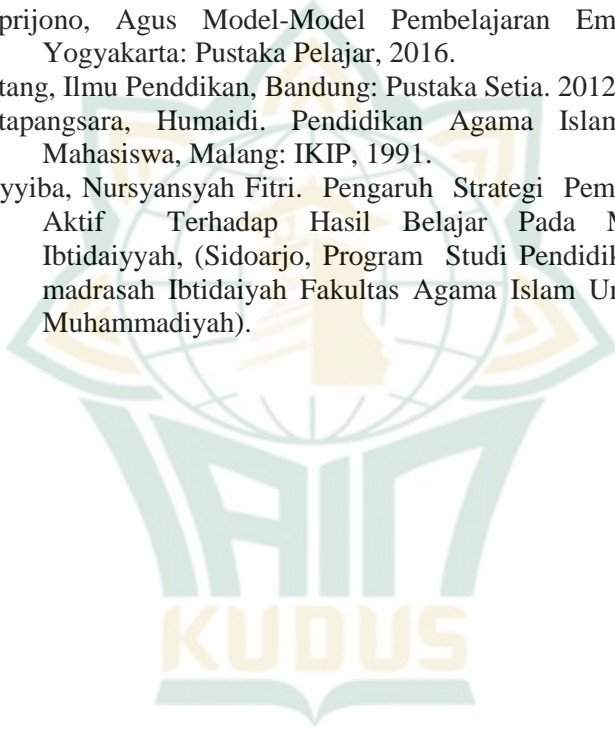 prijono, Agus Model-Model Pembelajaran Em
Yogyakarta: Pustaka Pelajar, 2016.
tang, Ilmu Penddikan, Bandung: Pustaka Setia. 2012
tapangsara, Humaidi. Pendidikan Agama Islam
Mahasiswa, Malang: IKIP, 1991.
yyiba, Nursyansyah Fitri. Pengaruh Strategi Pem
Aktif Terhadap Hasil Belajar Pada M
Ibtidaiyyah, (Sidoarjo, Program Studi Pendidik
madrasah Ibtidaiyah Fakultas Agama Islam Un
Muhammadiyah).
IAIN
KUDUS